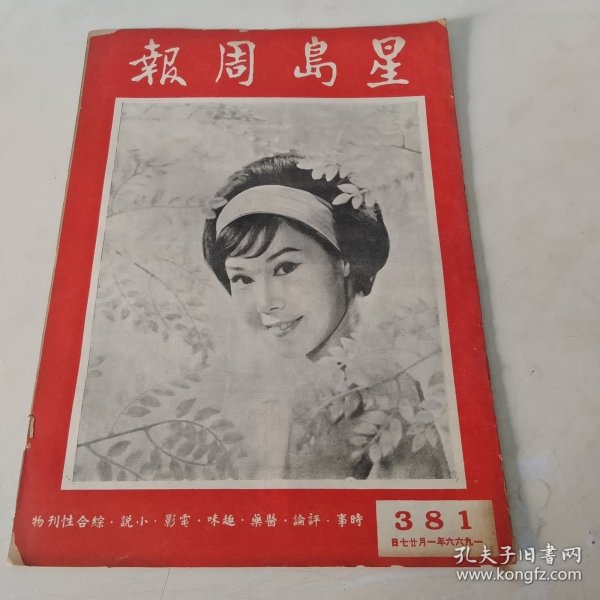 星島周報
時事・評論・醫藥・趣味・電影・小說・綜合性刊物
381
一九六六年一月廿七日
孔夫子旧书网
www.kongfz.com